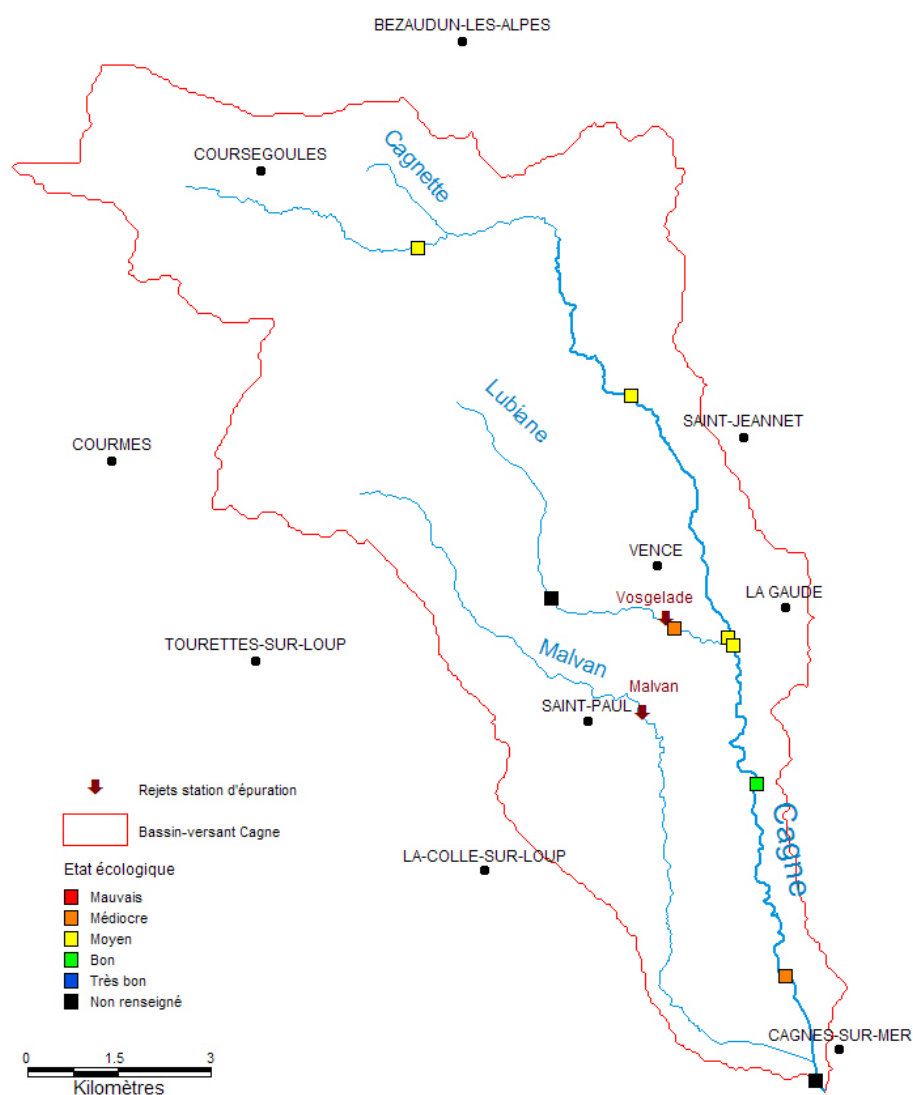 BEZAUDUN-LES-ALPES
COURSEGOULES
Cagnette
Lubiane
SAINT-JEANNET
COURMES
VENCE
LA GAUDE
Vosgelade
TOURETTES-SUR-LOUP
Malvan
Malvan
SAINT-PAUL
Rejets station d'épuration
Bassin-versant Cagne
Cagne
LA-COLLE-SUR-LOUP
Etat écologique
Mauvais
Médiocre
Moyen
Bon
Très bon
Non renseigné
CAGNES-SUR-MER
0 1.5 3
Kilomètres